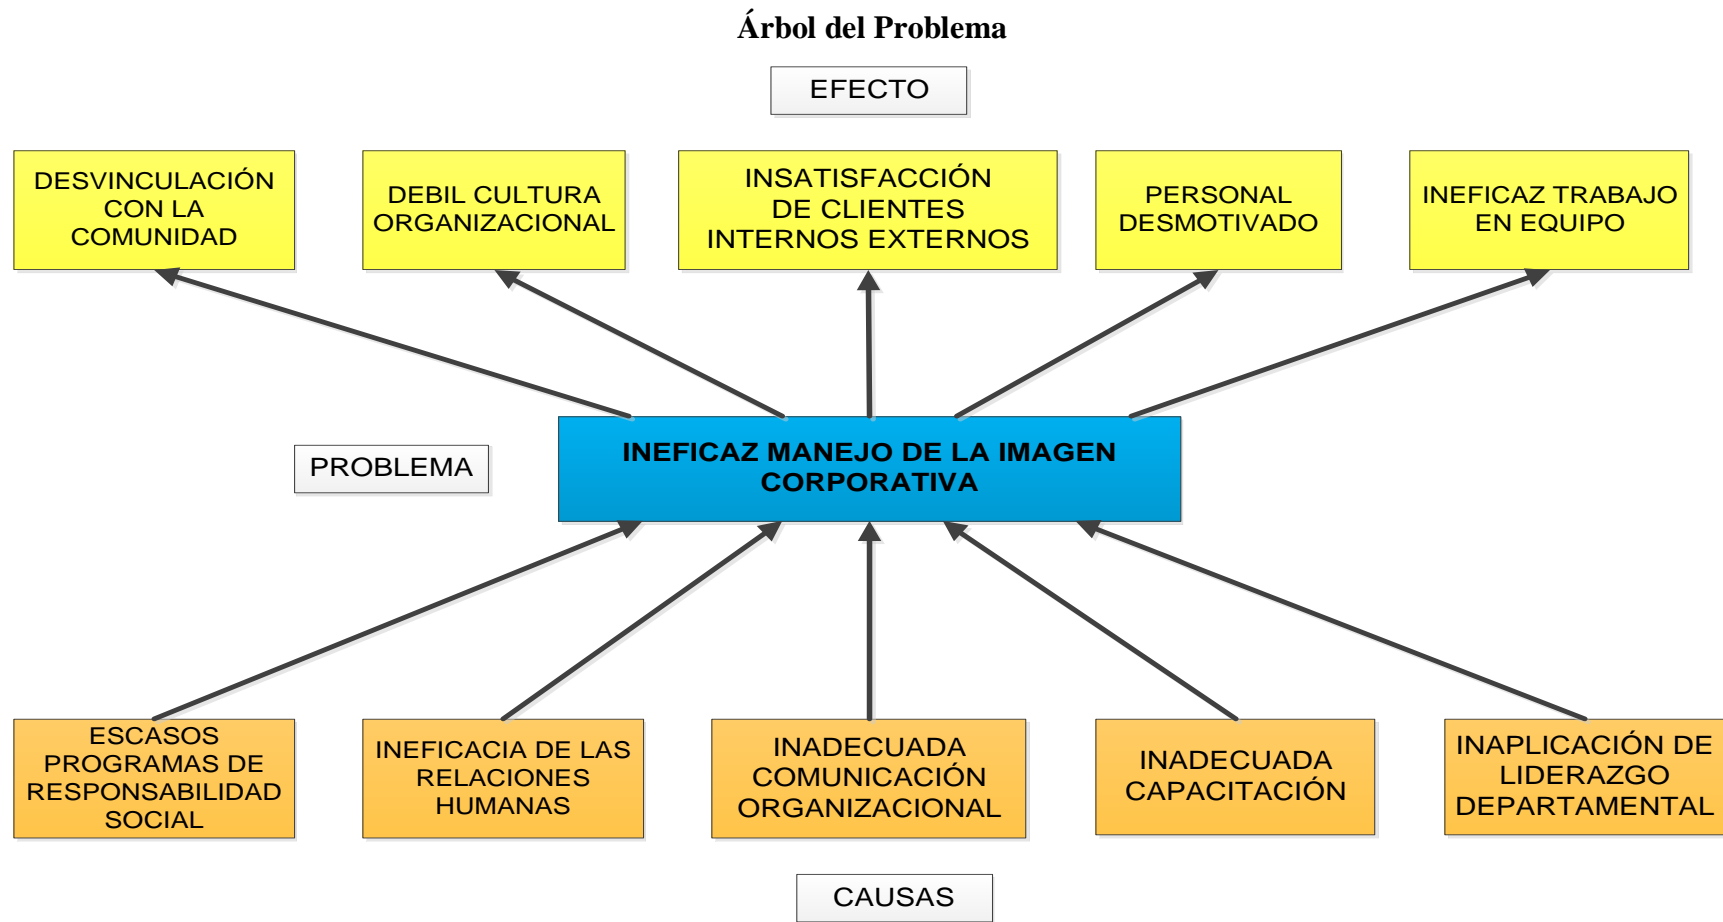 Árbol del Problema
EFECTO
DESVINCULACIÓN
CON LA
COMUNIDAD
DEBIL CULTURA
ORGANIZACIONAL
INSATISFACCIÓN
DE CLIENTES
INTERNOS EXTERNOS
PERSONAL
DESMOTIVADO
INEFICAZ TRABAJO
EN EQUIPO
PROBLEMA
INEFICAZ MANEJO DE LA IMAGEN
CORPORATIVA
ESCASOS
PROGRAMAS DE
RESPONSABILIDAD
SOCIAL
INEFICACIA DE LAS
RELACIONES
HUMANAS
INADECUADA
COMUNICACIÓN
ORGANIZACIONAL
INADECUADA
CAPACITACIÓN
INAPLICACIÓN DE
LIDERAZGO
DEPARTAMENTAL
CAUSAS